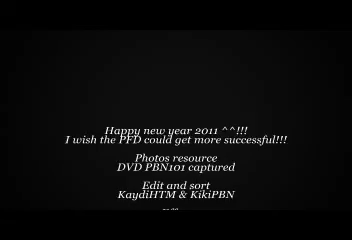 Happy new year 2011 ^^!!!
I wish the PFD could get more successful!!!
Photos resource
DVD PBN101 captured
Edit and sort
KaydiHTM & KikiPBN